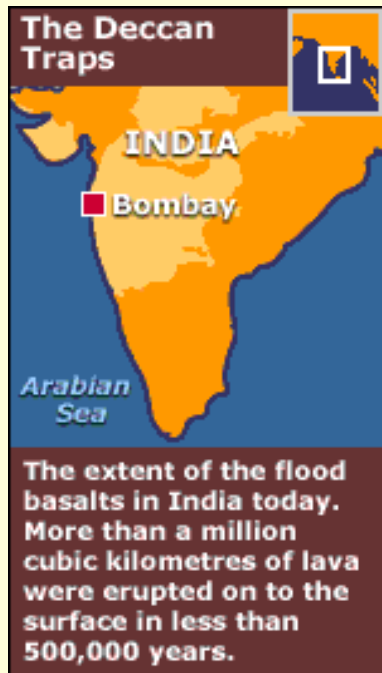 The Deccan
Traps
INDIA
Bombay
Arabian
Sea
The extent of the flood
basalts in India today.
More than a million
cubic kilometres of lava
were erupted on to the
surface in less than
500,000 years.